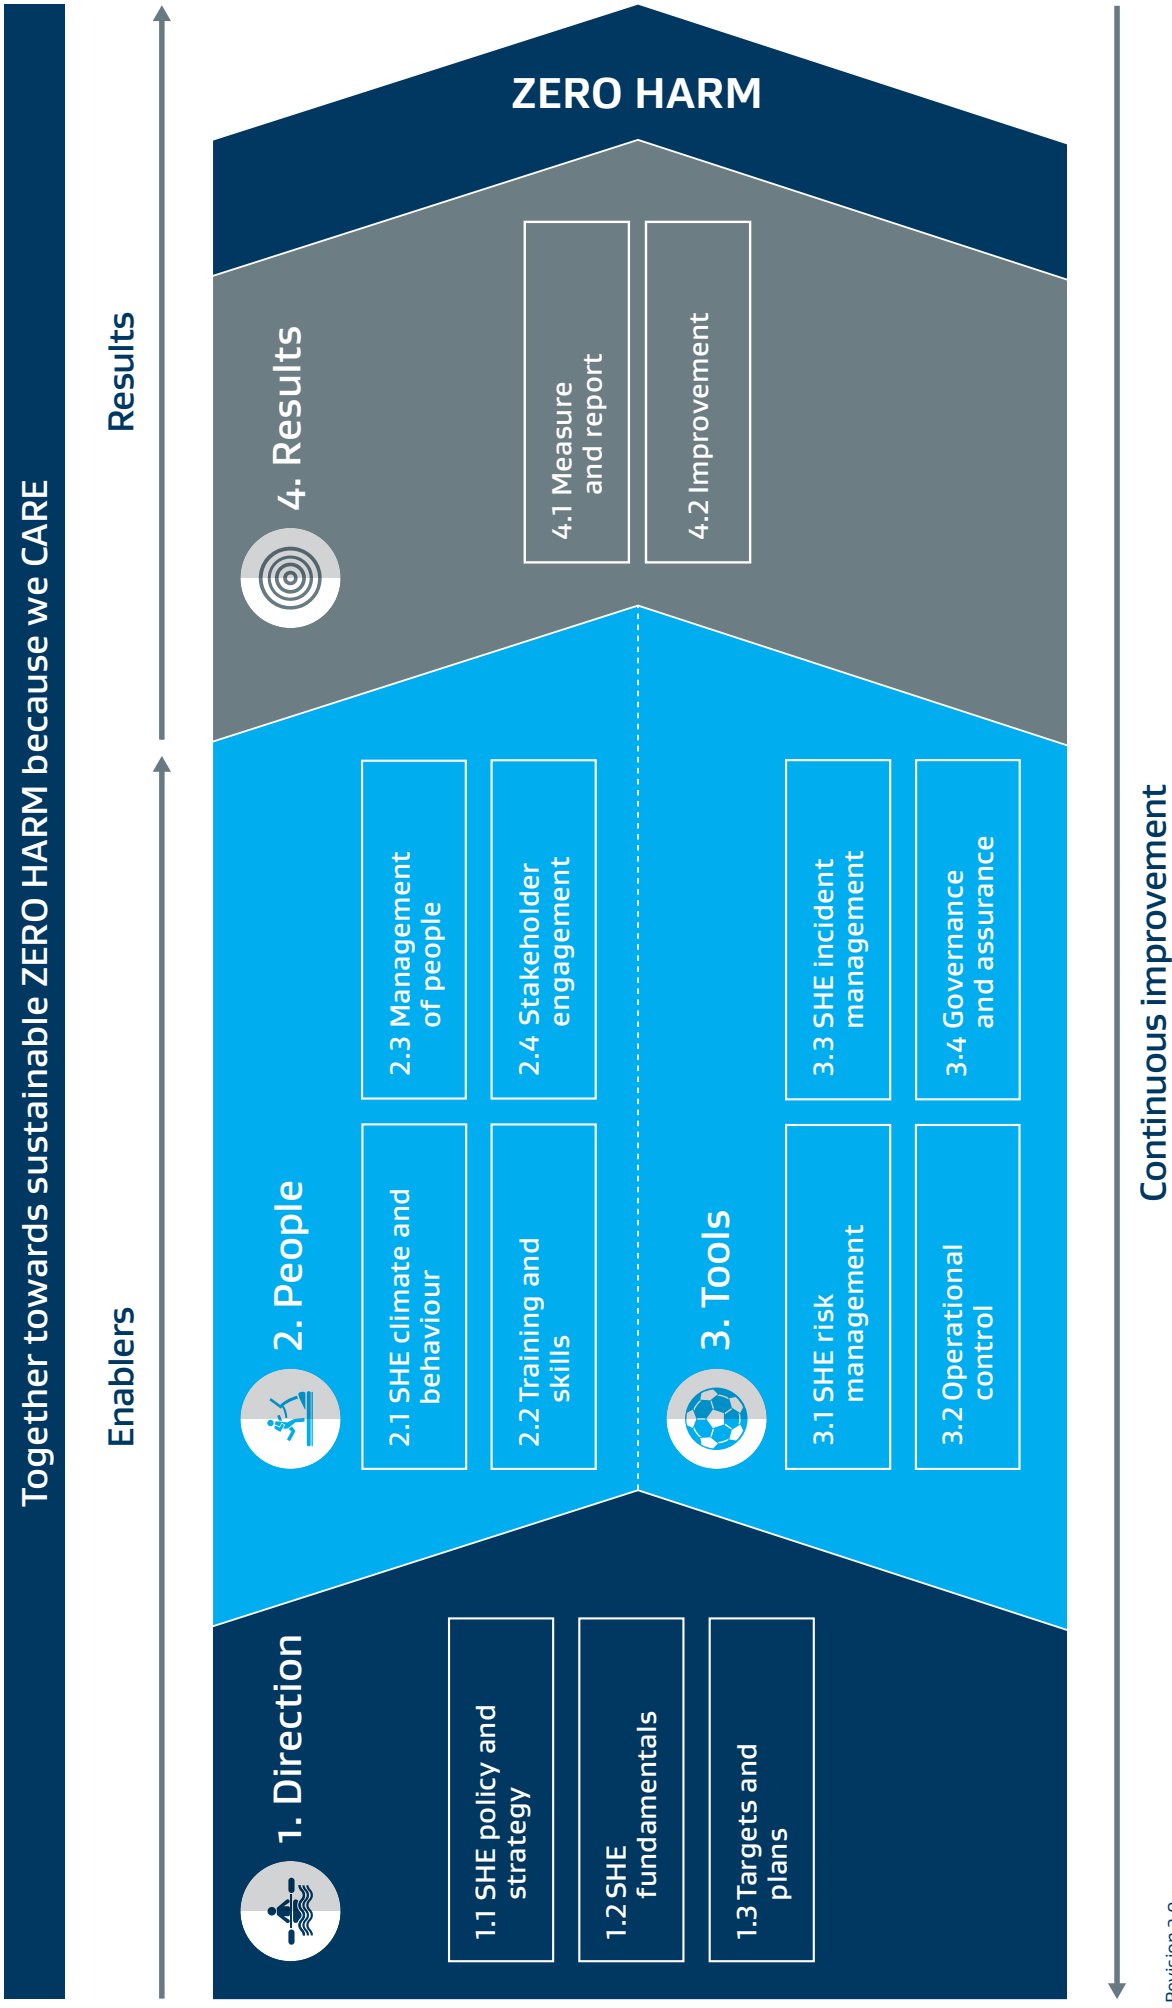 Together towards sustainable ZERO HARM because we CARE
Enablers
Results
1. Direction
1.1 SHE policy and
strategy
1.2 SHE
fundamentals
1.3 Targets and
plans
2. People
2.1 SHE climate and
behaviour
2.2 Training and
skills
2.3 Management
of people
2.4 Stakeholder
engagement
3. Tools
3.1 SHE risk
management
3.2 Operational
control
3.3 SHE incident
management
3.4 Governance
and assurance
4. Results
4.1 Measure
and report
4.2 Improvement
ZERO HARM
Continuous improvement